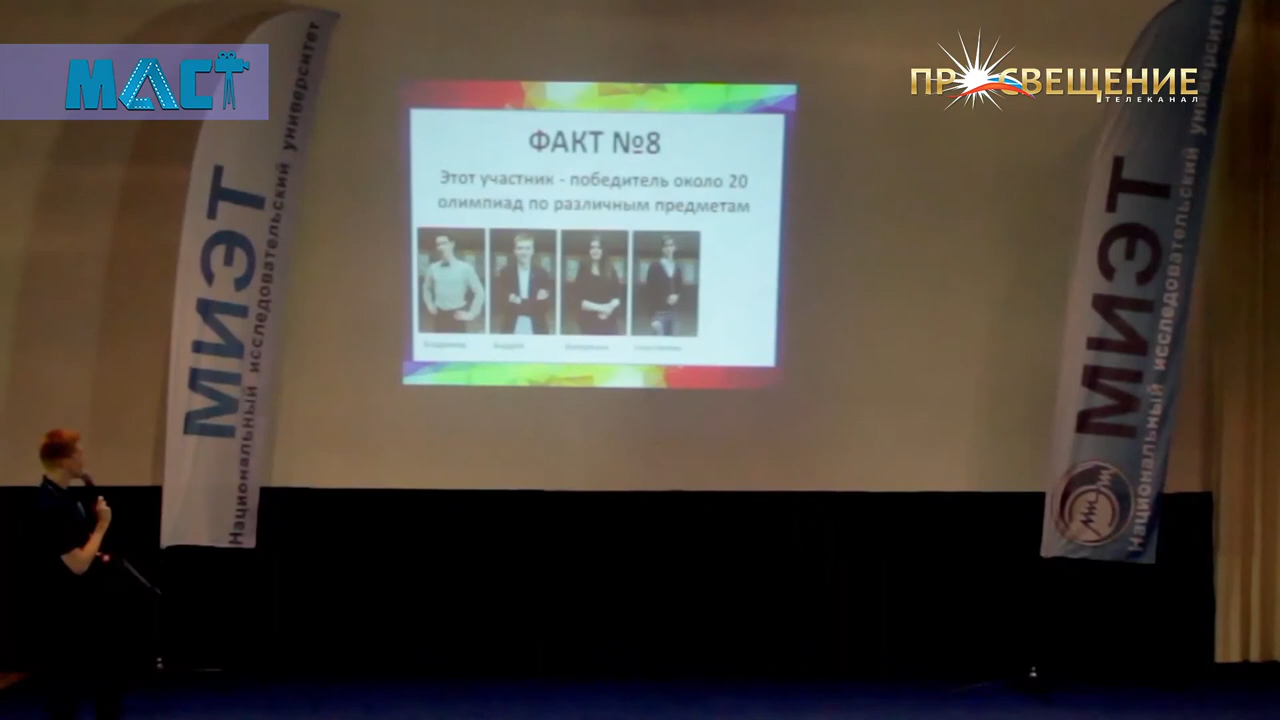 МАСТ
ПРОСВЕЩЕНИЕ
ТЕЛЕКАНАЛ
МИЭТ
Национальный исследовательский университет
ФАКТ №8
Этот участник - победитель около 20
олимпиад по различным предметам
МИЭТ
Национальный исследовательский университет